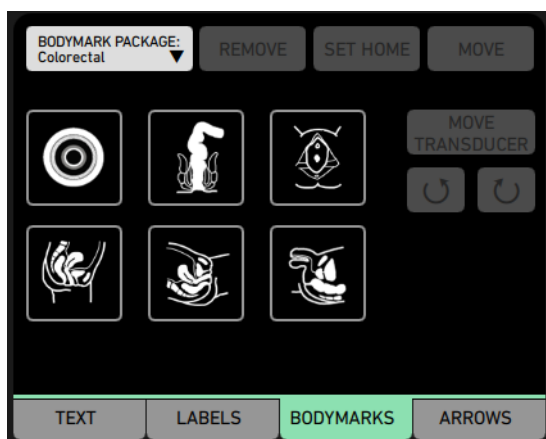 BODYMARK PACKAGE:
Colorectal
REMOVE
SET HOME
MOVE
MOVE
TRANSDUCER
TEXT
LABELS
BODYMARKS
ARROWS